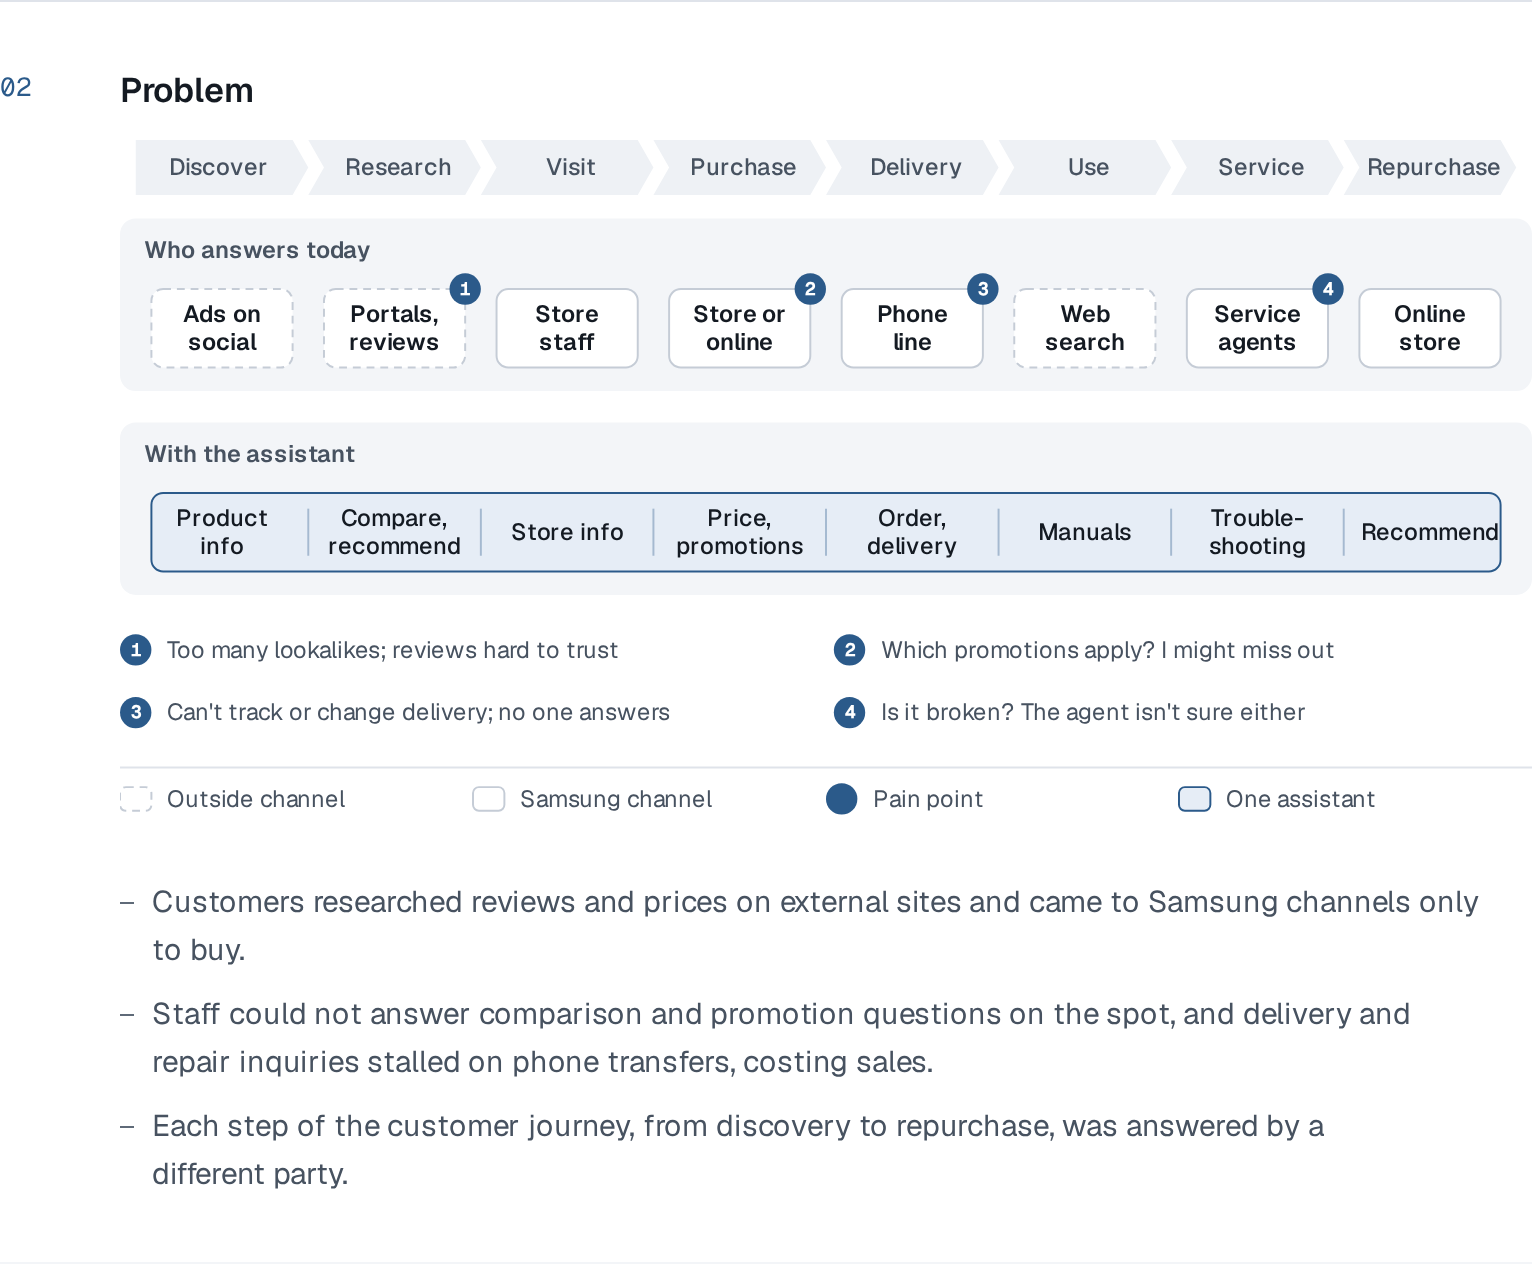 02
Problem
Discover
Research
Visit
Purchase
Delivery
Use
Service
Repurchase
Who answers today
Ads on
social
1
Portals,
reviews
Store
staff
2
Store or
online
3
Phone
line
Web
search
4
Service
agents
Online
store
With the assistant
Product
info
Compare,
recommend
Store info
Price,
promotions
Order,
delivery
Manuals
Trouble-
shooting
Recommend
1 Too many lookalikes; reviews hard to trust
2 Which promotions apply? I might miss out
3 Can't track or change delivery; no one answers
4 Is it broken? The agent isn't sure either
Outside channel
Samsung channel
Pain point
One assistant
– Customers researched reviews and prices on external sites and came to Samsung channels only
to buy.
– Staff could not answer comparison and promotion questions on the spot, and delivery and
repair inquiries stalled on phone transfers, costing sales.
– Each step of the customer journey, from discovery to repurchase, was answered by a
different party.